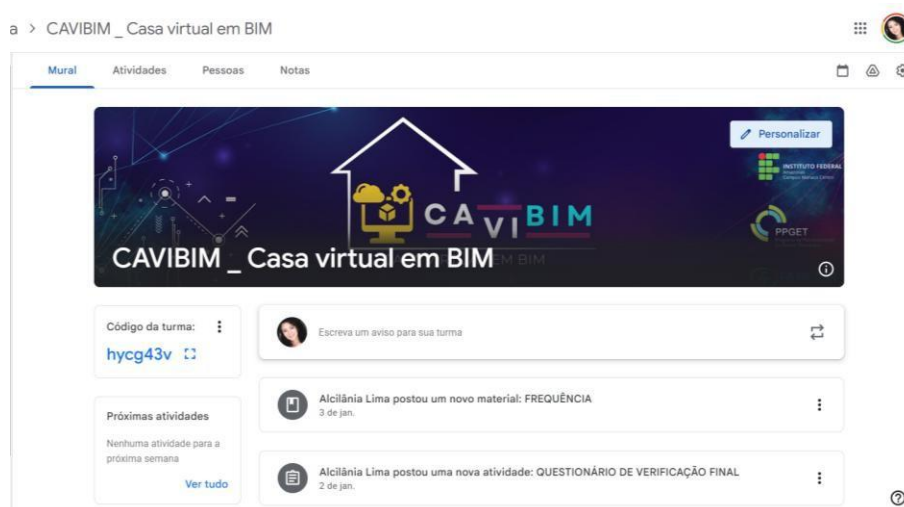 a > CAVIBIM _ Casa virtual em BIM
Mural Atividades Pessoas Notas
Personalizar
INSTITUTO FEDERAL
CAVIBIM
PPGET
CAVIBIM _ Casa virtual em BIM
EM BIM
Código da turma:
hycg43v
Escreva um aviso para sua turma
Alcilânia Lima postou um novo material: FREQUÊNCIA
3 de jan.
Próximas atividades
Nenhuma atividade para a
próxima semana
Ver tudo
Alcilânia Lima postou uma nova atividade: QUESTIONÁRIO DE VERIFICAÇÃO FINAL
2 de jan.